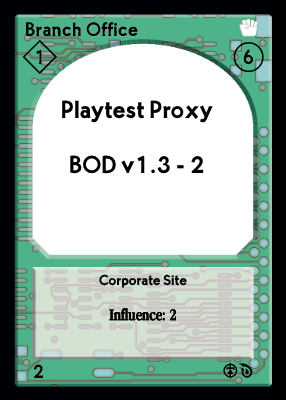 Branch Office
1
6
Playtest Proxy
BOD v1.3 - 2
Corporate Site
Influence: 2
2